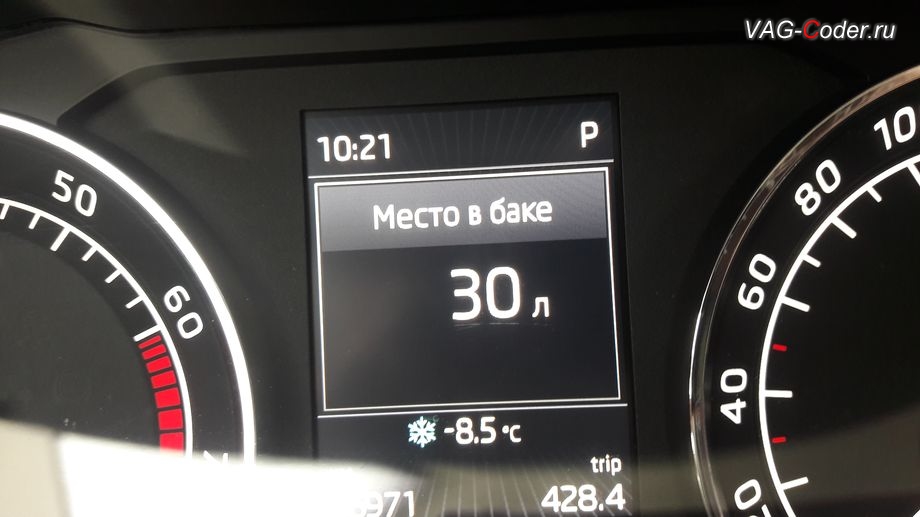 VAG-Coder.ru
10:21 P
Место в баке
30 л
-8.5 °C
trip
428.4
50
60
100
80
60
40